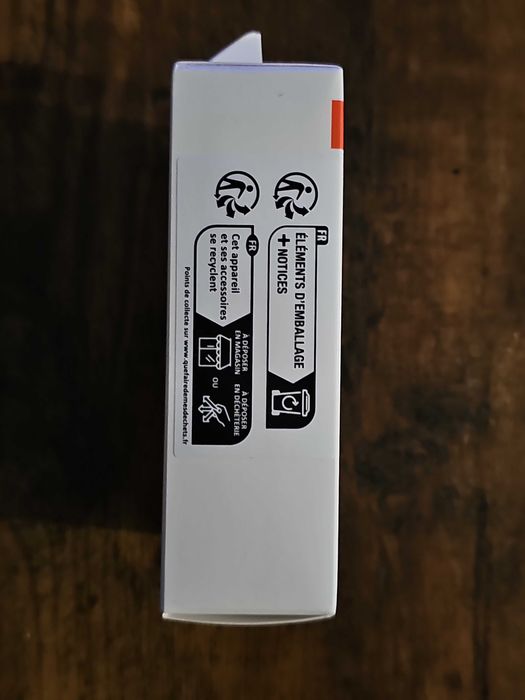 FR
ÉLÉMENTS D'EMBALLAGE
+ NOTICES
FR
Cet appareil
et ses accessoires
se recyclent
À DÉPOSER
EN MAGASIN
OU
À DÉPOSER
EN DÉCHÈTERIE
Points de collecte sur www.quefairedemesdechets.fr